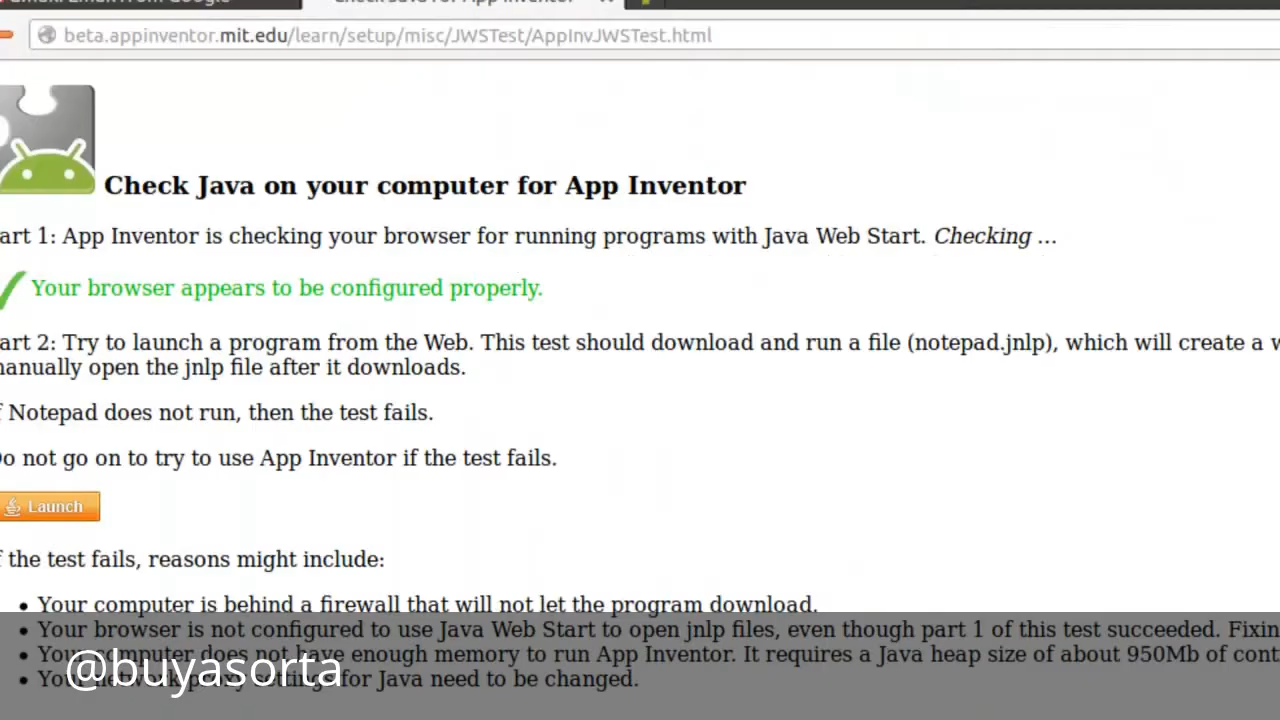 beta.appinventor.mit.edu/learn/setup/misc/JWSTest/AppInvJWSTest.html
Check Java on your computer for App Inventor
art 1: App Inventor is checking your browser for running programs with Java Web Start. Checking ...
Your browser appears to be configured properly.
art 2: Try to launch a program from the Web. This test should download and run a file (notepad.jnlp), which will create a w
manually open the jnlp file after it downloads.
f Notepad does not run, then the test fails.
Do not go on to try to use App Inventor if the test fails.
Launch
f the test fails, reasons might include:
• Your computer is behind a firewall that will not let the program download.
• Your browser is not configured to use Java Web Start to open jnlp files, even though part 1 of this test succeeded. Fixin
• Your computer does not have enough memory to run App Inventor. It requires a Java heap size of about 950Mb of cont
• Your network proxy settings for Java need to be changed.
@buyasorta